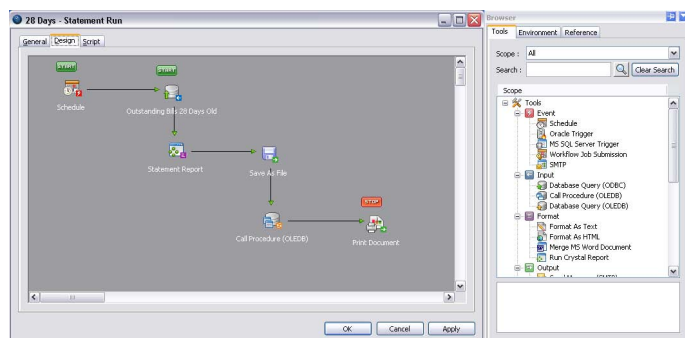 28 Days - Statement Run
General Design Script
START
START
Schedule
Outstanding Bills 28 Days Old
Statement Report
Save As File
STOP
Call Procedure (OLEDB)
Print Document
OK Cancel Apply
Browser
Tools Environment Reference
Scope : All
Search : Clear Search
Scope
Tools
Event
Schedule
Oracle Trigger
MS SQL Server Trigger
Workflow Job Submission
SMTP
Input
Database Query (ODBC)
Call Procedure (OLEDB)
Database Query (OLEDB)
Format
Format As Text
Format As HTML
Merge MS Word Document
Run Crystal Report
Output